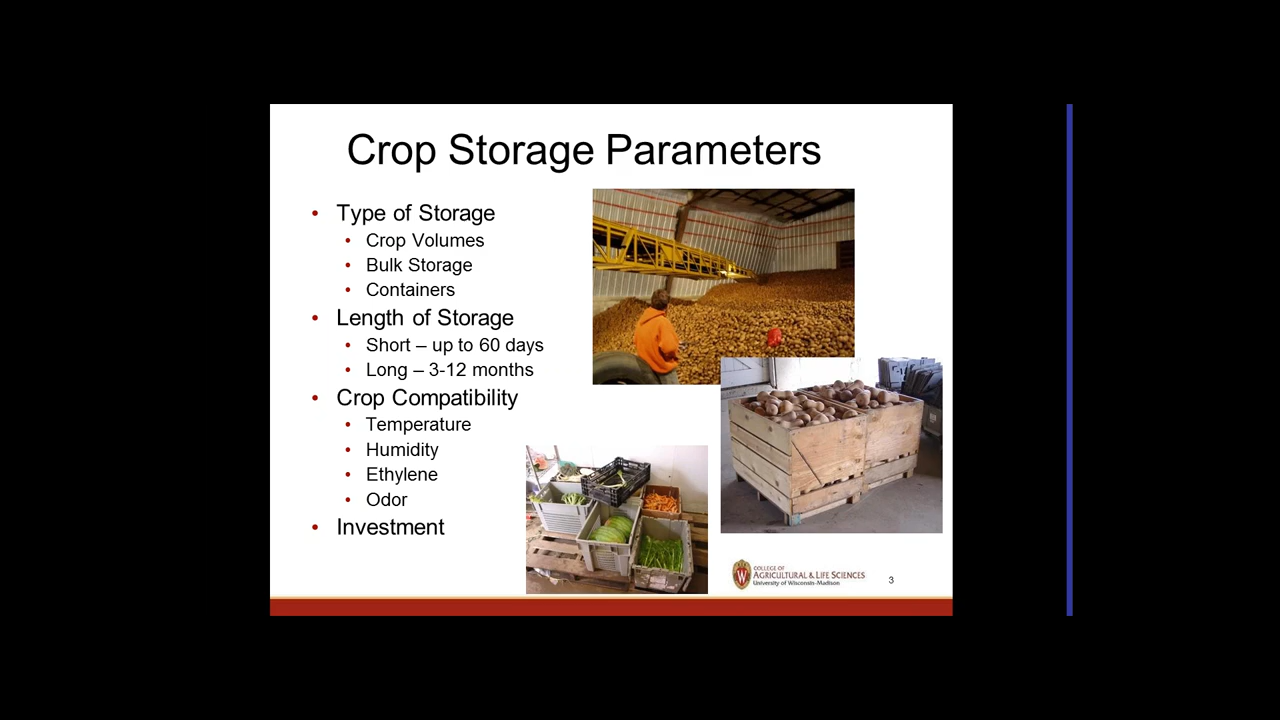 Crop Storage Parameters
• Type of Storage
• Crop Volumes
• Bulk Storage
• Containers
• Length of Storage
• Short – up to 60 days
• Long – 3-12 months
• Crop Compatibility
• Temperature
• Humidity
• Ethylene
• Odor
• Investment
W
COLLEGE OF
AGRICULTURAL & LIFE SCIENCES
University of Wisconsin-Madison
3